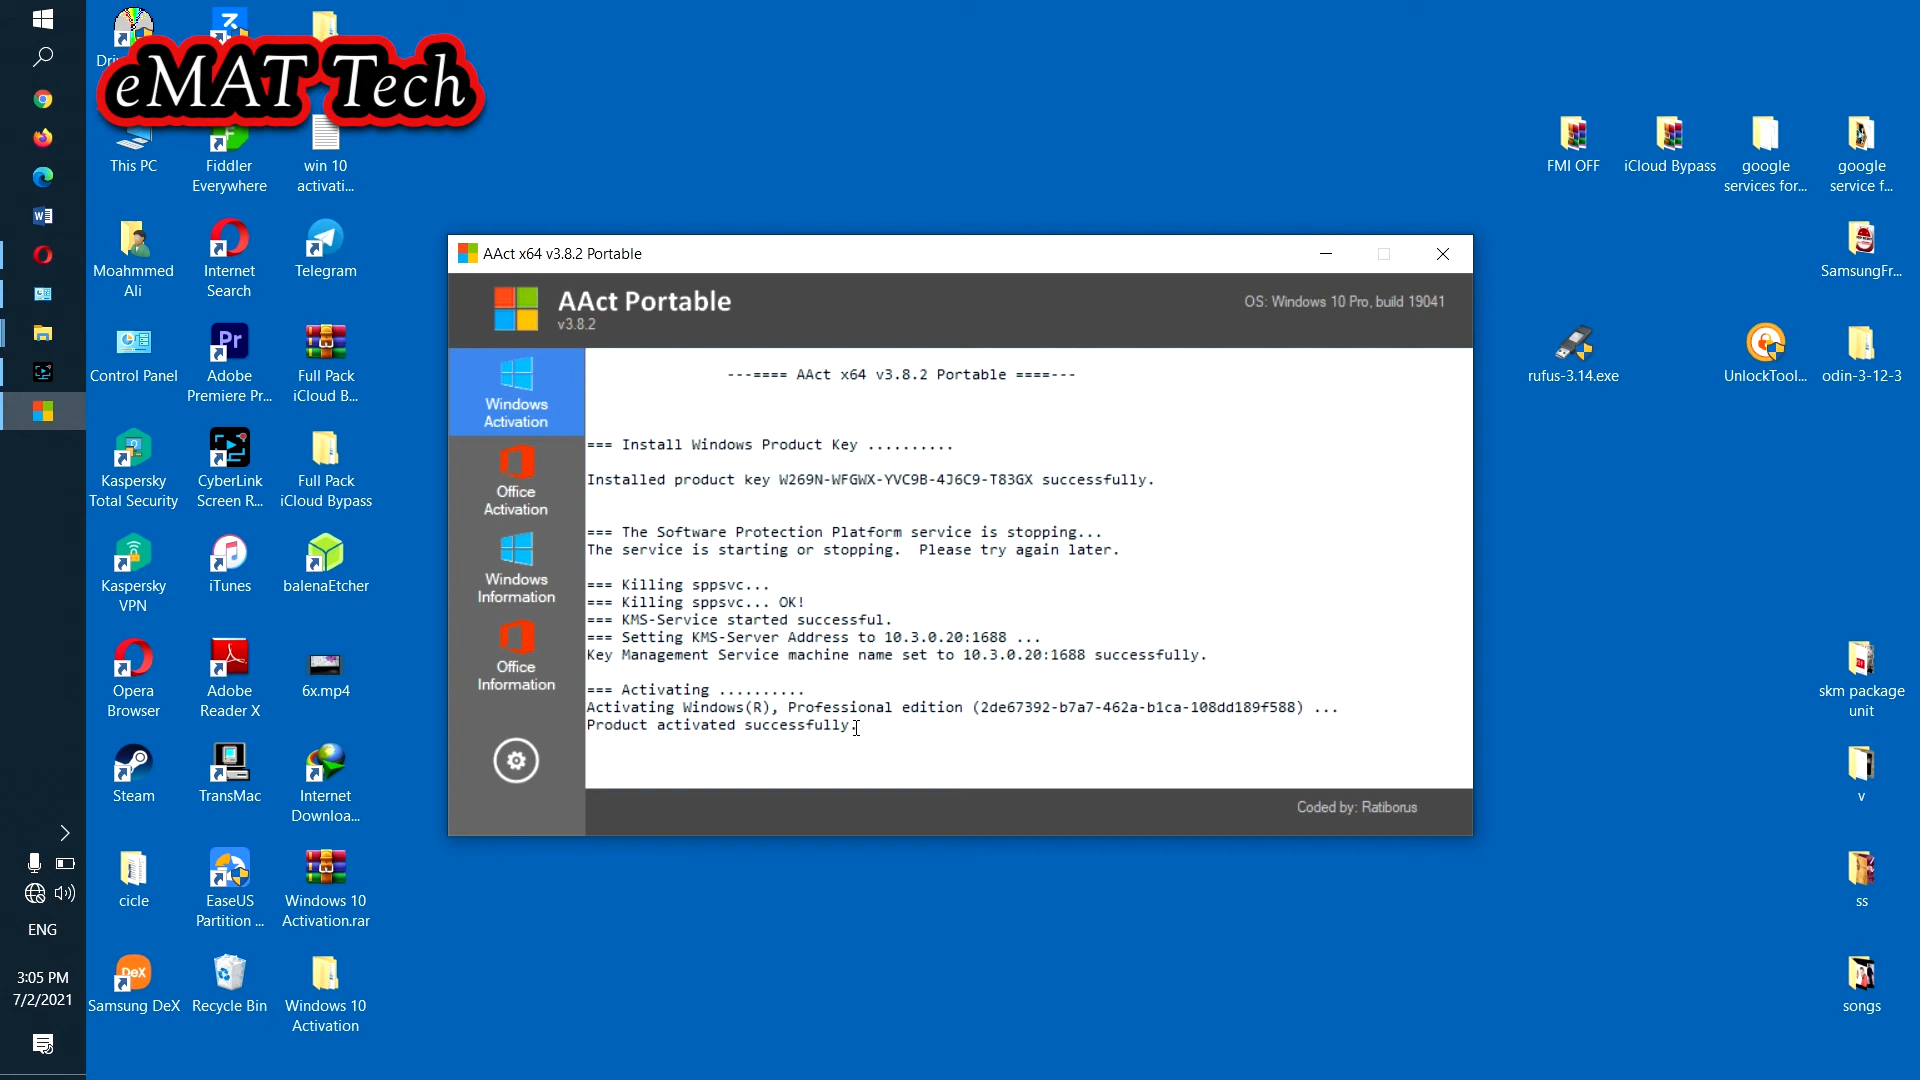 eMAT Tech
Dri
This PC
Fiddler
Everywhere
win 10
activati...
Moahmmed
Ali
Internet
Search
Telegram
Control Panel
Adobe
Premiere Pr...
Full Pack
iCloud B...
Kaspersky
Total Security
CyberLink
Screen R...
Full Pack
iCloud Bypass
Kaspersky
VPN
iTunes
balenaEtcher
Opera
Browser
Adobe
Reader X
6x.mp4
Steam
TransMac
Internet
Downloa...
cicle
EaseUS
Partition ...
Windows 10
Activation.rar
Samsung DeX
Recycle Bin
Windows 10
Activation
ENG
3:05 PM
7/2/2021
AAct x64 v3.8.2 Portable
AAct Portable
v3.8.2
OS: Windows 10 Pro, build 19041
Windows
Activation
Office
Activation
Windows
Information
Office
Information
---==== AAct x64 v3.8.2 Portable ====---
=== Install Windows Product Key ..........
Installed product key W269N-WFGWX-YVC9B-4J6C9-T83GX successfully.
=== The Software Protection Platform service is stopping...
The service is starting or stopping.  Please try again later.
=== Killing sppsvc...
=== Killing sppsvc... OK!
=== KMS-Service started successful.
=== Setting KMS-Server Address to 10.3.0.20:1688 ...
Key Management Service machine name set to 10.3.0.20:1688 successfully.
=== Activating ..........
Activating Windows(R), Professional edition (2de67392-b7a7-462a-b1ca-108dd189f588) ...
Product activated successfully.
Coded by: Ratiborus
FMI OFF
iCloud Bypass
google
services for...
google
service f...
SamsungFr...
rufus-3.14.exe
UnlockTool...
odin-3-12-3
skm package
unit
v
ss
songs